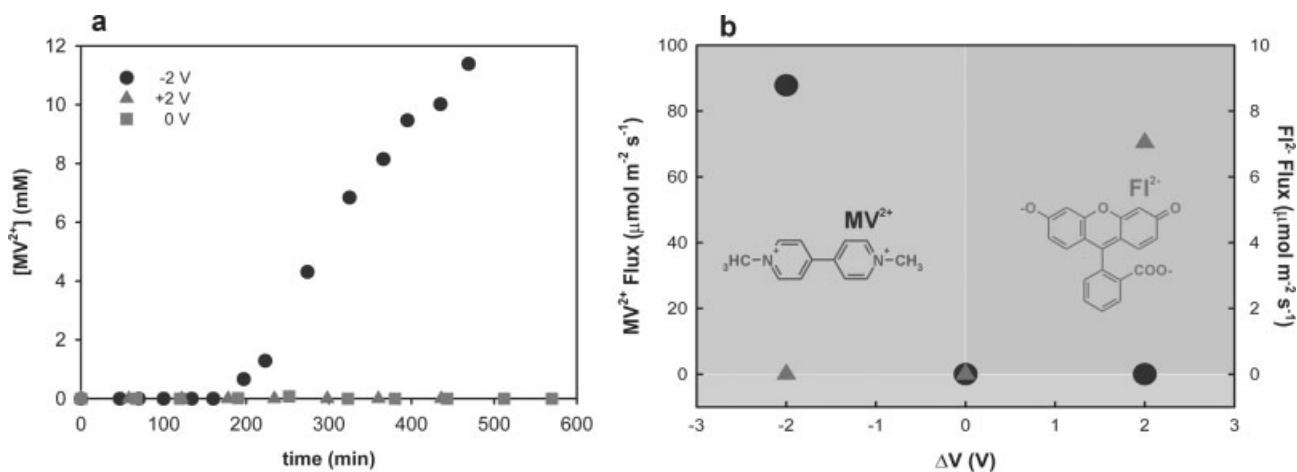 a
12
10
8
6
4
2
0
[MV²⁺] (mM)
-2 V
+2 V
0 V
0 100 200 300 400 500 600
time (min)
b
100
80
60
40
20
0
MV²⁺ Flux (μmol m⁻² s⁻¹)
MV²⁺
₃HC-N⁺
N⁺-CH₃
Fl²⁻
-O
O
O
COO-
10
8
6
4
2
0
Fl²⁻ Flux (μmol m⁻² s⁻¹)
-3 -2 -1 0 1 2 3
ΔV (V)